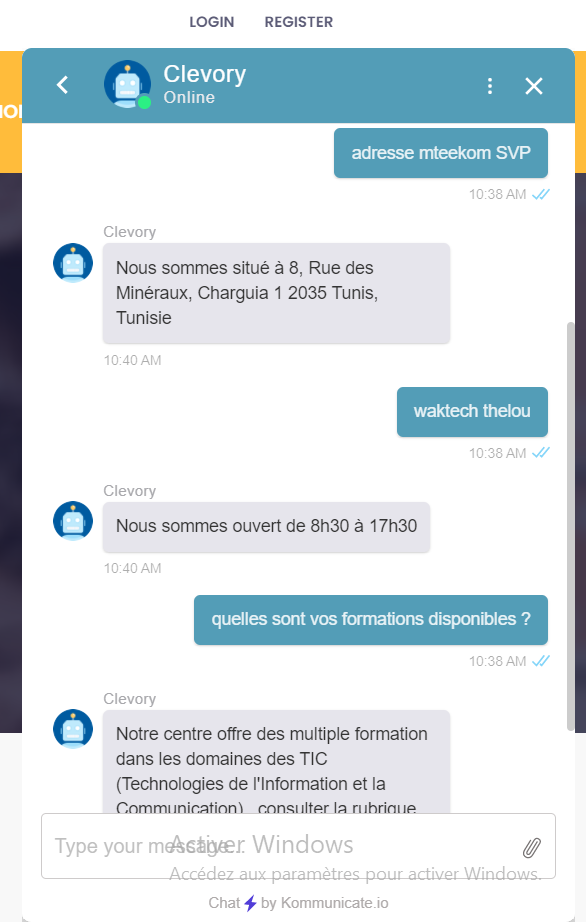 LOGIN REGISTER
Clevory
Online
adresse mteekom SVP
10:38 AM
Clevory
Nous sommes situé à 8, Rue des
Minéraux, Charguia 1 2035 Tunis,
Tunisie
10:40 AM
waktech thelou
10:38 AM
Clevory
Nous sommes ouvert de 8h30 à 17h30
10:40 AM
quelles sont vos formations disponibles ?
10:38 AM
Clevory
Notre centre offre des multiple formation
dans les domaines des TIC
(Technologies de l'Information et la
Communication) , consulter la rubrique
Type your message...
Activer Windows
Accédez aux paramètres pour activer Windows.
Chat by Kommunicate.io